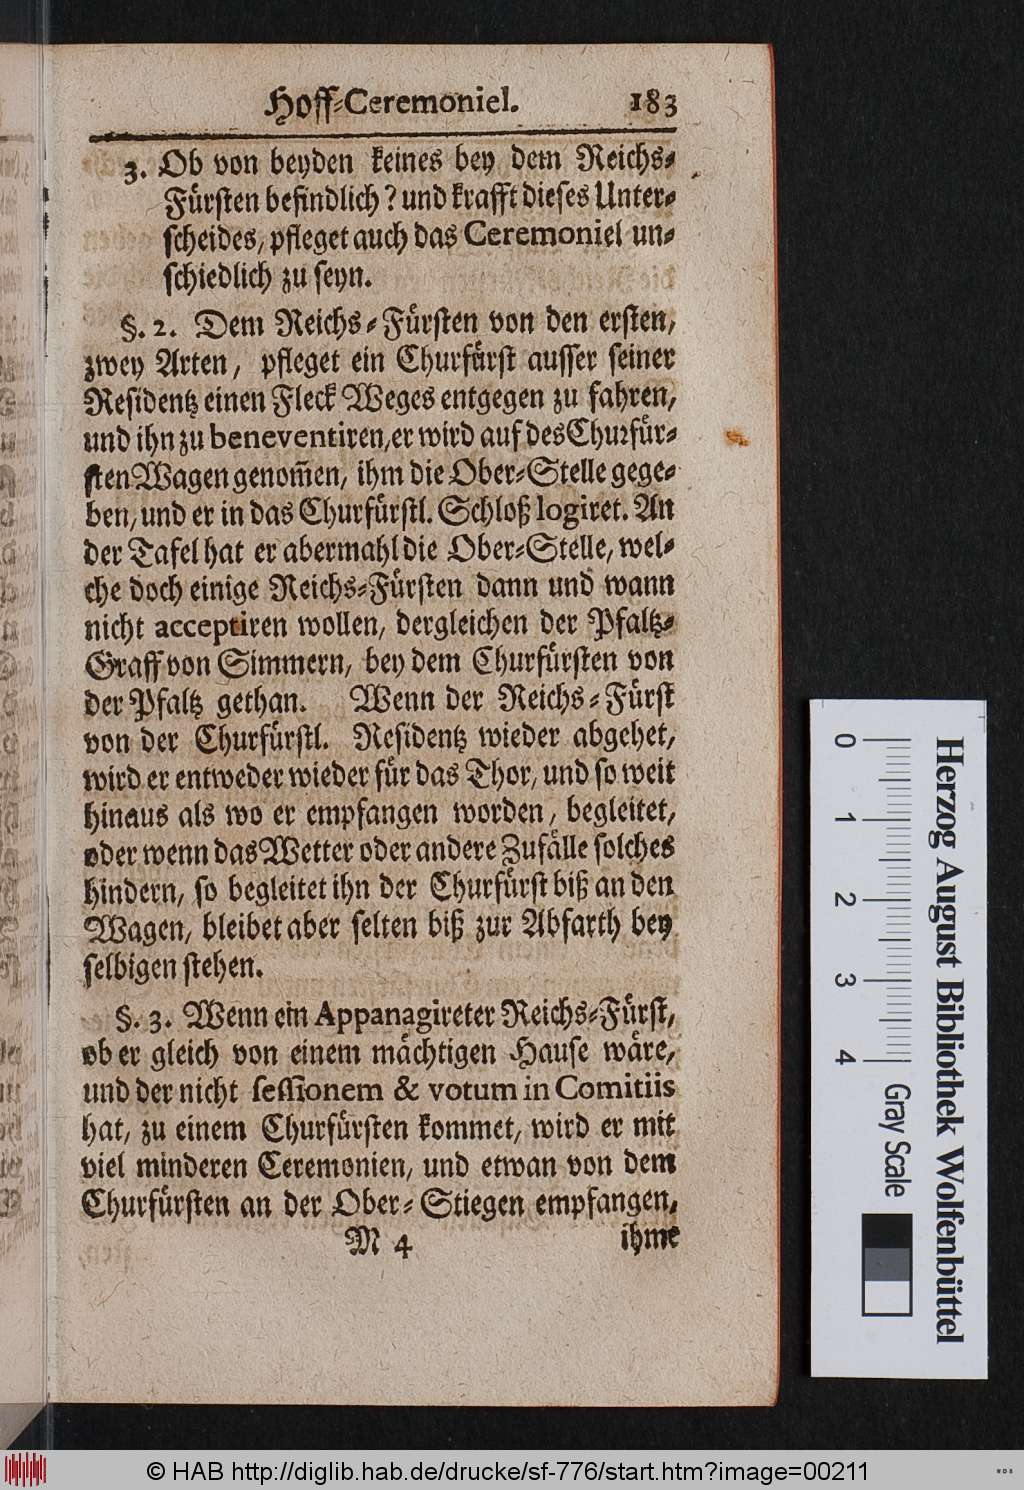 Hoff-Ceremoniel. 183
3. Ob von beyden keines bey dem Reichs-
Fürsten befindlich? und krafft dieses Unter-
scheides, pfleget auch das Ceremoniel un-
schiedlich zu seyn.
§. 2. Dem Reichs-Fürsten von den ersten,
zwey Arten, pfleget ein Churfürst ausser seiner
Residentz einen Fleck Weges entgegen zu fahren,
und ihn zu beneventiren, er wird auf des Churfür-
sten Wagen genom̃en, ihm die Ober-Stelle gege-
ben, und er in das Churfürstl. Schloß logiret. An
der Tafel hat er abermahl die Ober-Stelle, wel-
che doch einige Reichs-Fürsten dann und wann
nicht acceptiren wollen, dergleichen der Pfaltz-
Graff von Simmern, bey dem Churfürsten von
der Pfaltz gethan. Wenn der Reichs-Fürst
von der Churfürstl. Residentz wieder abgehet,
wird er entweder wieder für das Thor, und so weit
hinaus als wo er empfangen worden, begleitet,
oder wenn das Wetter oder andere Zufälle solches
hindern, so begleitet ihn der Churfürst biß an den
Wagen, bleibet aber selten biß zur Abfarth bey
selbigen stehen.
§. 3. Wenn ein Appanagireter Reichs-Fürst,
ob er gleich von einem mächtigen Hause wäre,
und der nicht sessionem & votum in Comitiis
hat, zu einem Churfürsten kommet, wird er mit
viel minderen Ceremonien, und etwan von dem
Churfürsten an der Ober-Stiegen empfangen,
M 4 ihme
0 1 2 3 4
Gray Scale
Herzog August Bibliothek Wolfenbüttel
© HAB http://diglib.hab.de/drucke/sf-776/start.htm?image=00211